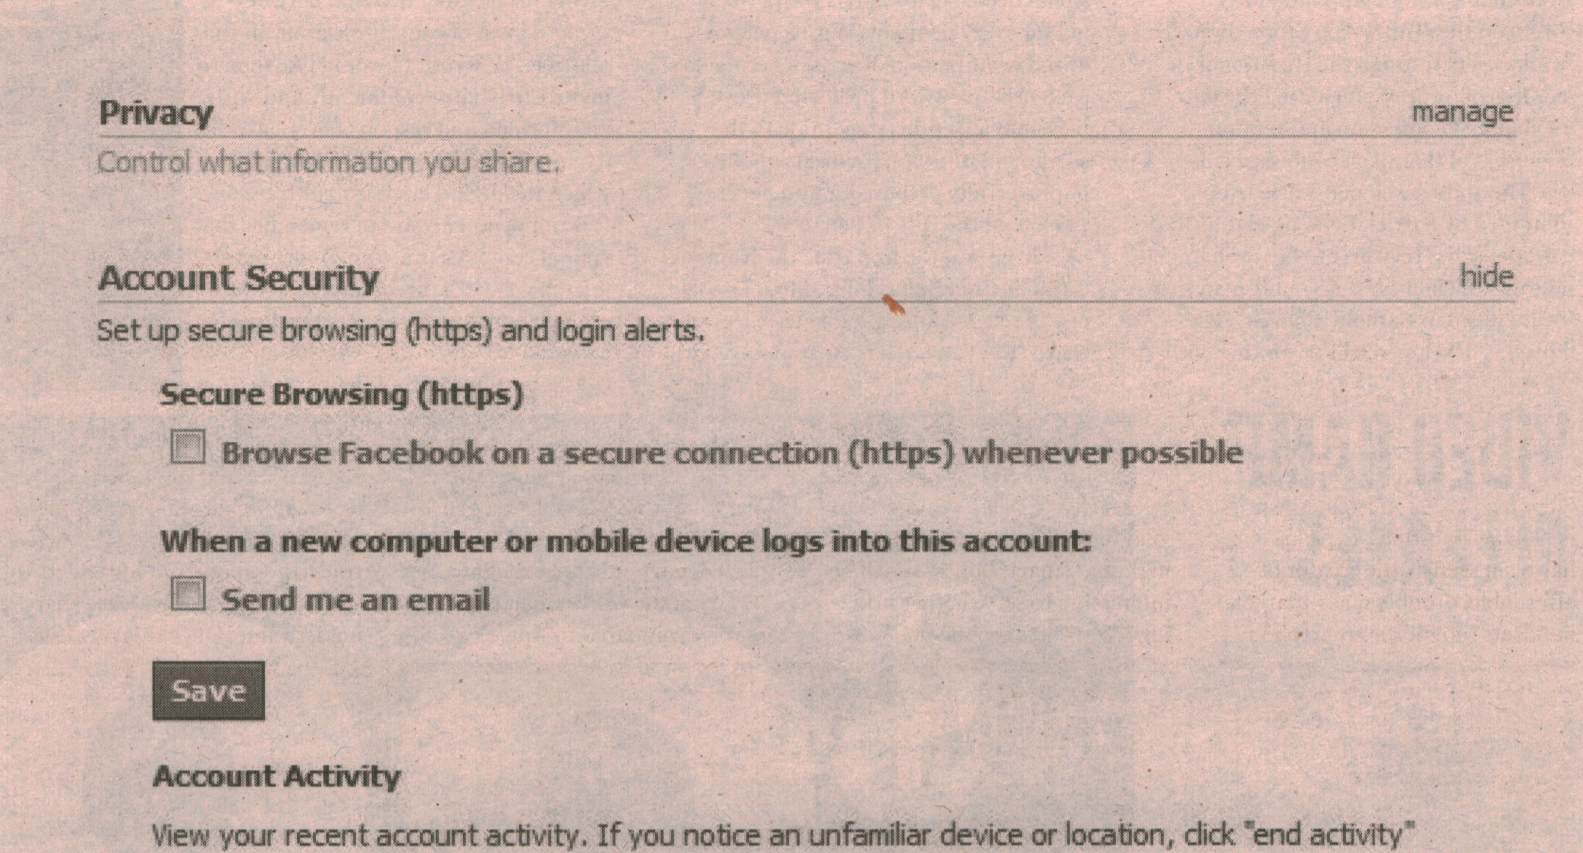 Privacy manage
Control what information you share.
Account Security hide
Set up secure browsing (https) and login alerts.
Secure Browsing (https)
Browse Facebook on a secure connection (https) whenever possible
When a new computer or mobile device logs into this account:
Send me an email
Save
Account Activity
View your recent account activity. If you notice an unfamiliar device or location, click "end activity"